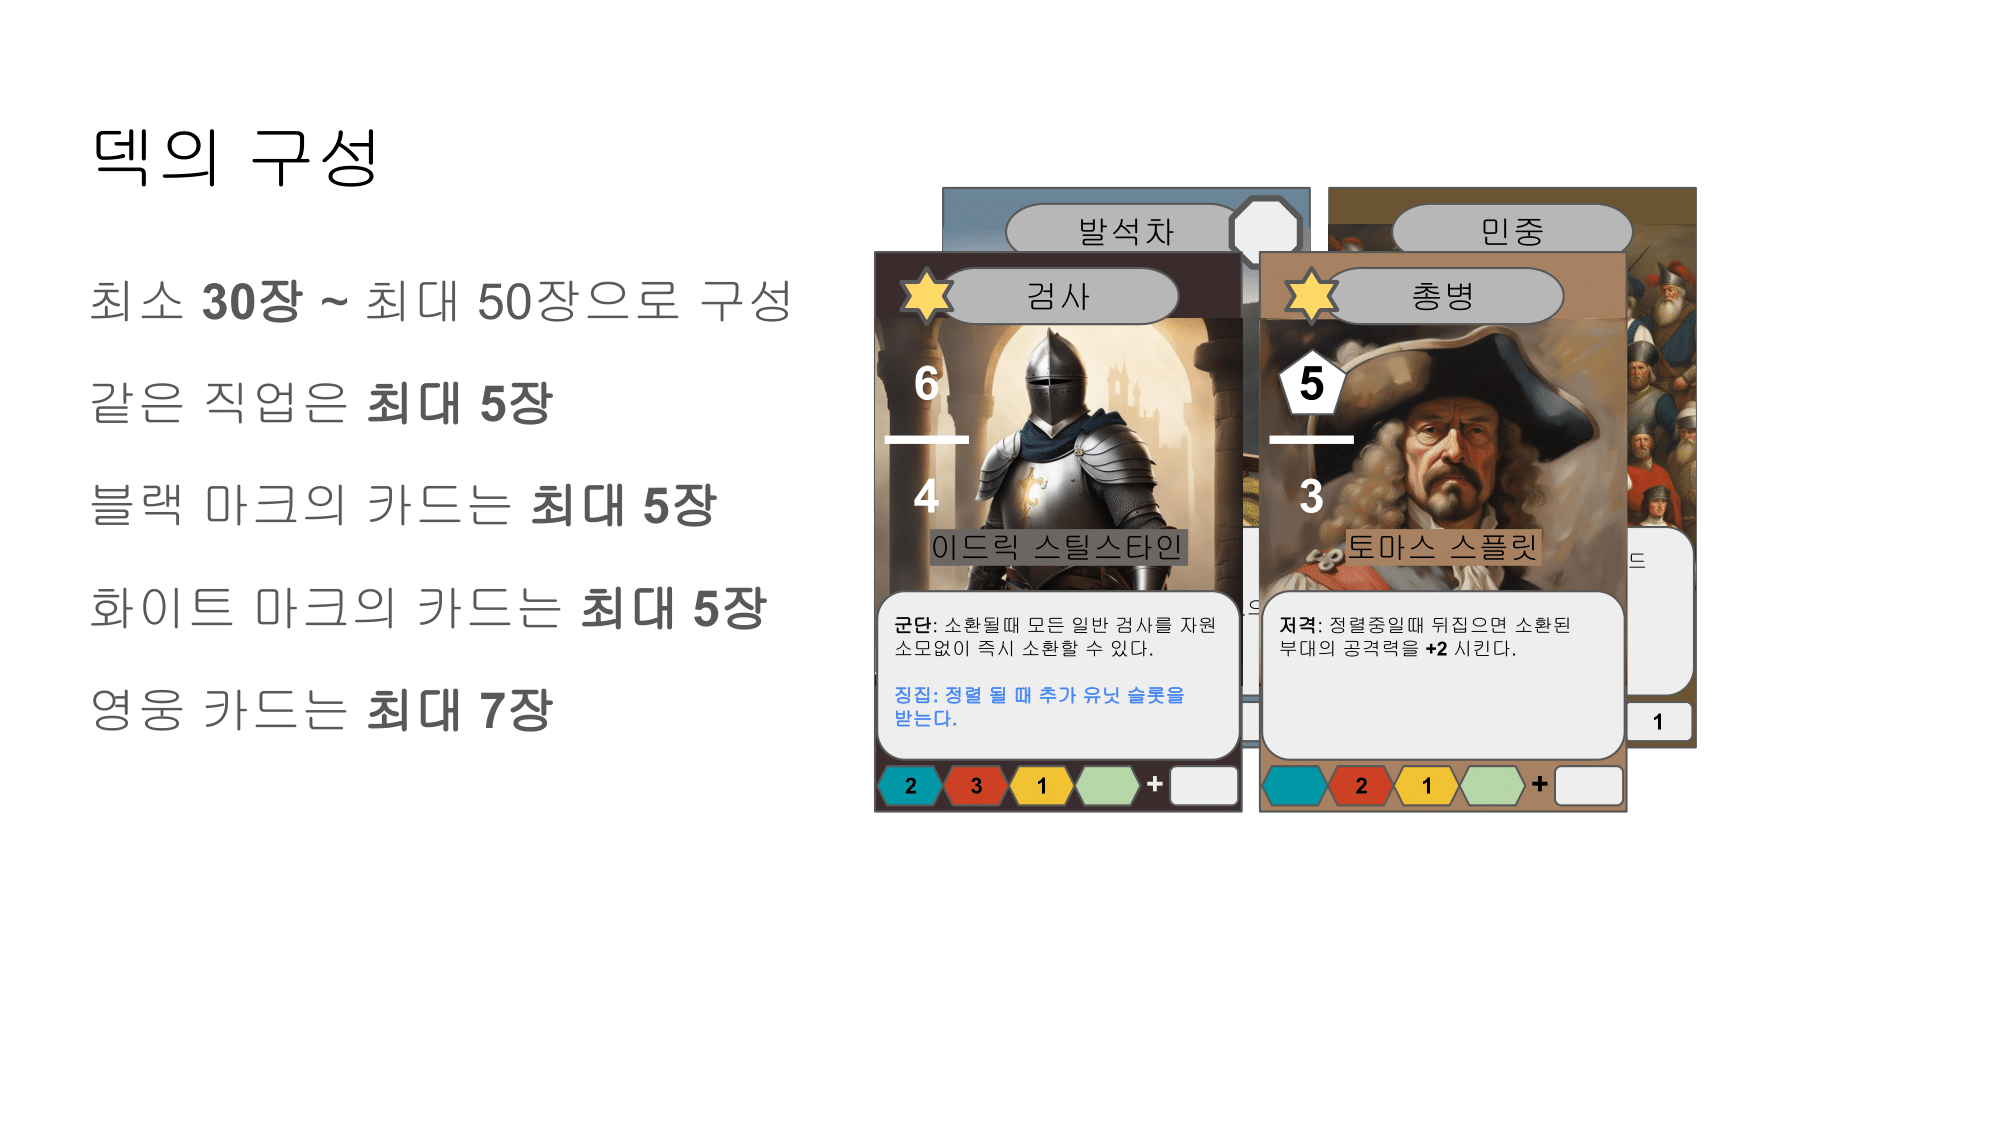 덱의 구성
최소 30장 ~ 최대 50장으로 구성
같은 직업은 최대 5장
블랙 마크의 카드는 최대 5장
화이트 마크의 카드는 최대 5장
영웅 카드는 최대 7장
발석차
민중
검사
6
4
이드릭 스틸스타인
군단: 소환될때 모든 일반 검사를 자원
소모없이 즉시 소환할 수 있다.
징집: 정렬 될 때 추가 유닛 슬롯을
받는다.
2 3 1 +
총병
5
3
토마스 스플릿
저격: 정렬중일때 뒤집으면 소환된
부대의 공격력을 +2 시킨다.
2 1 +
드
1